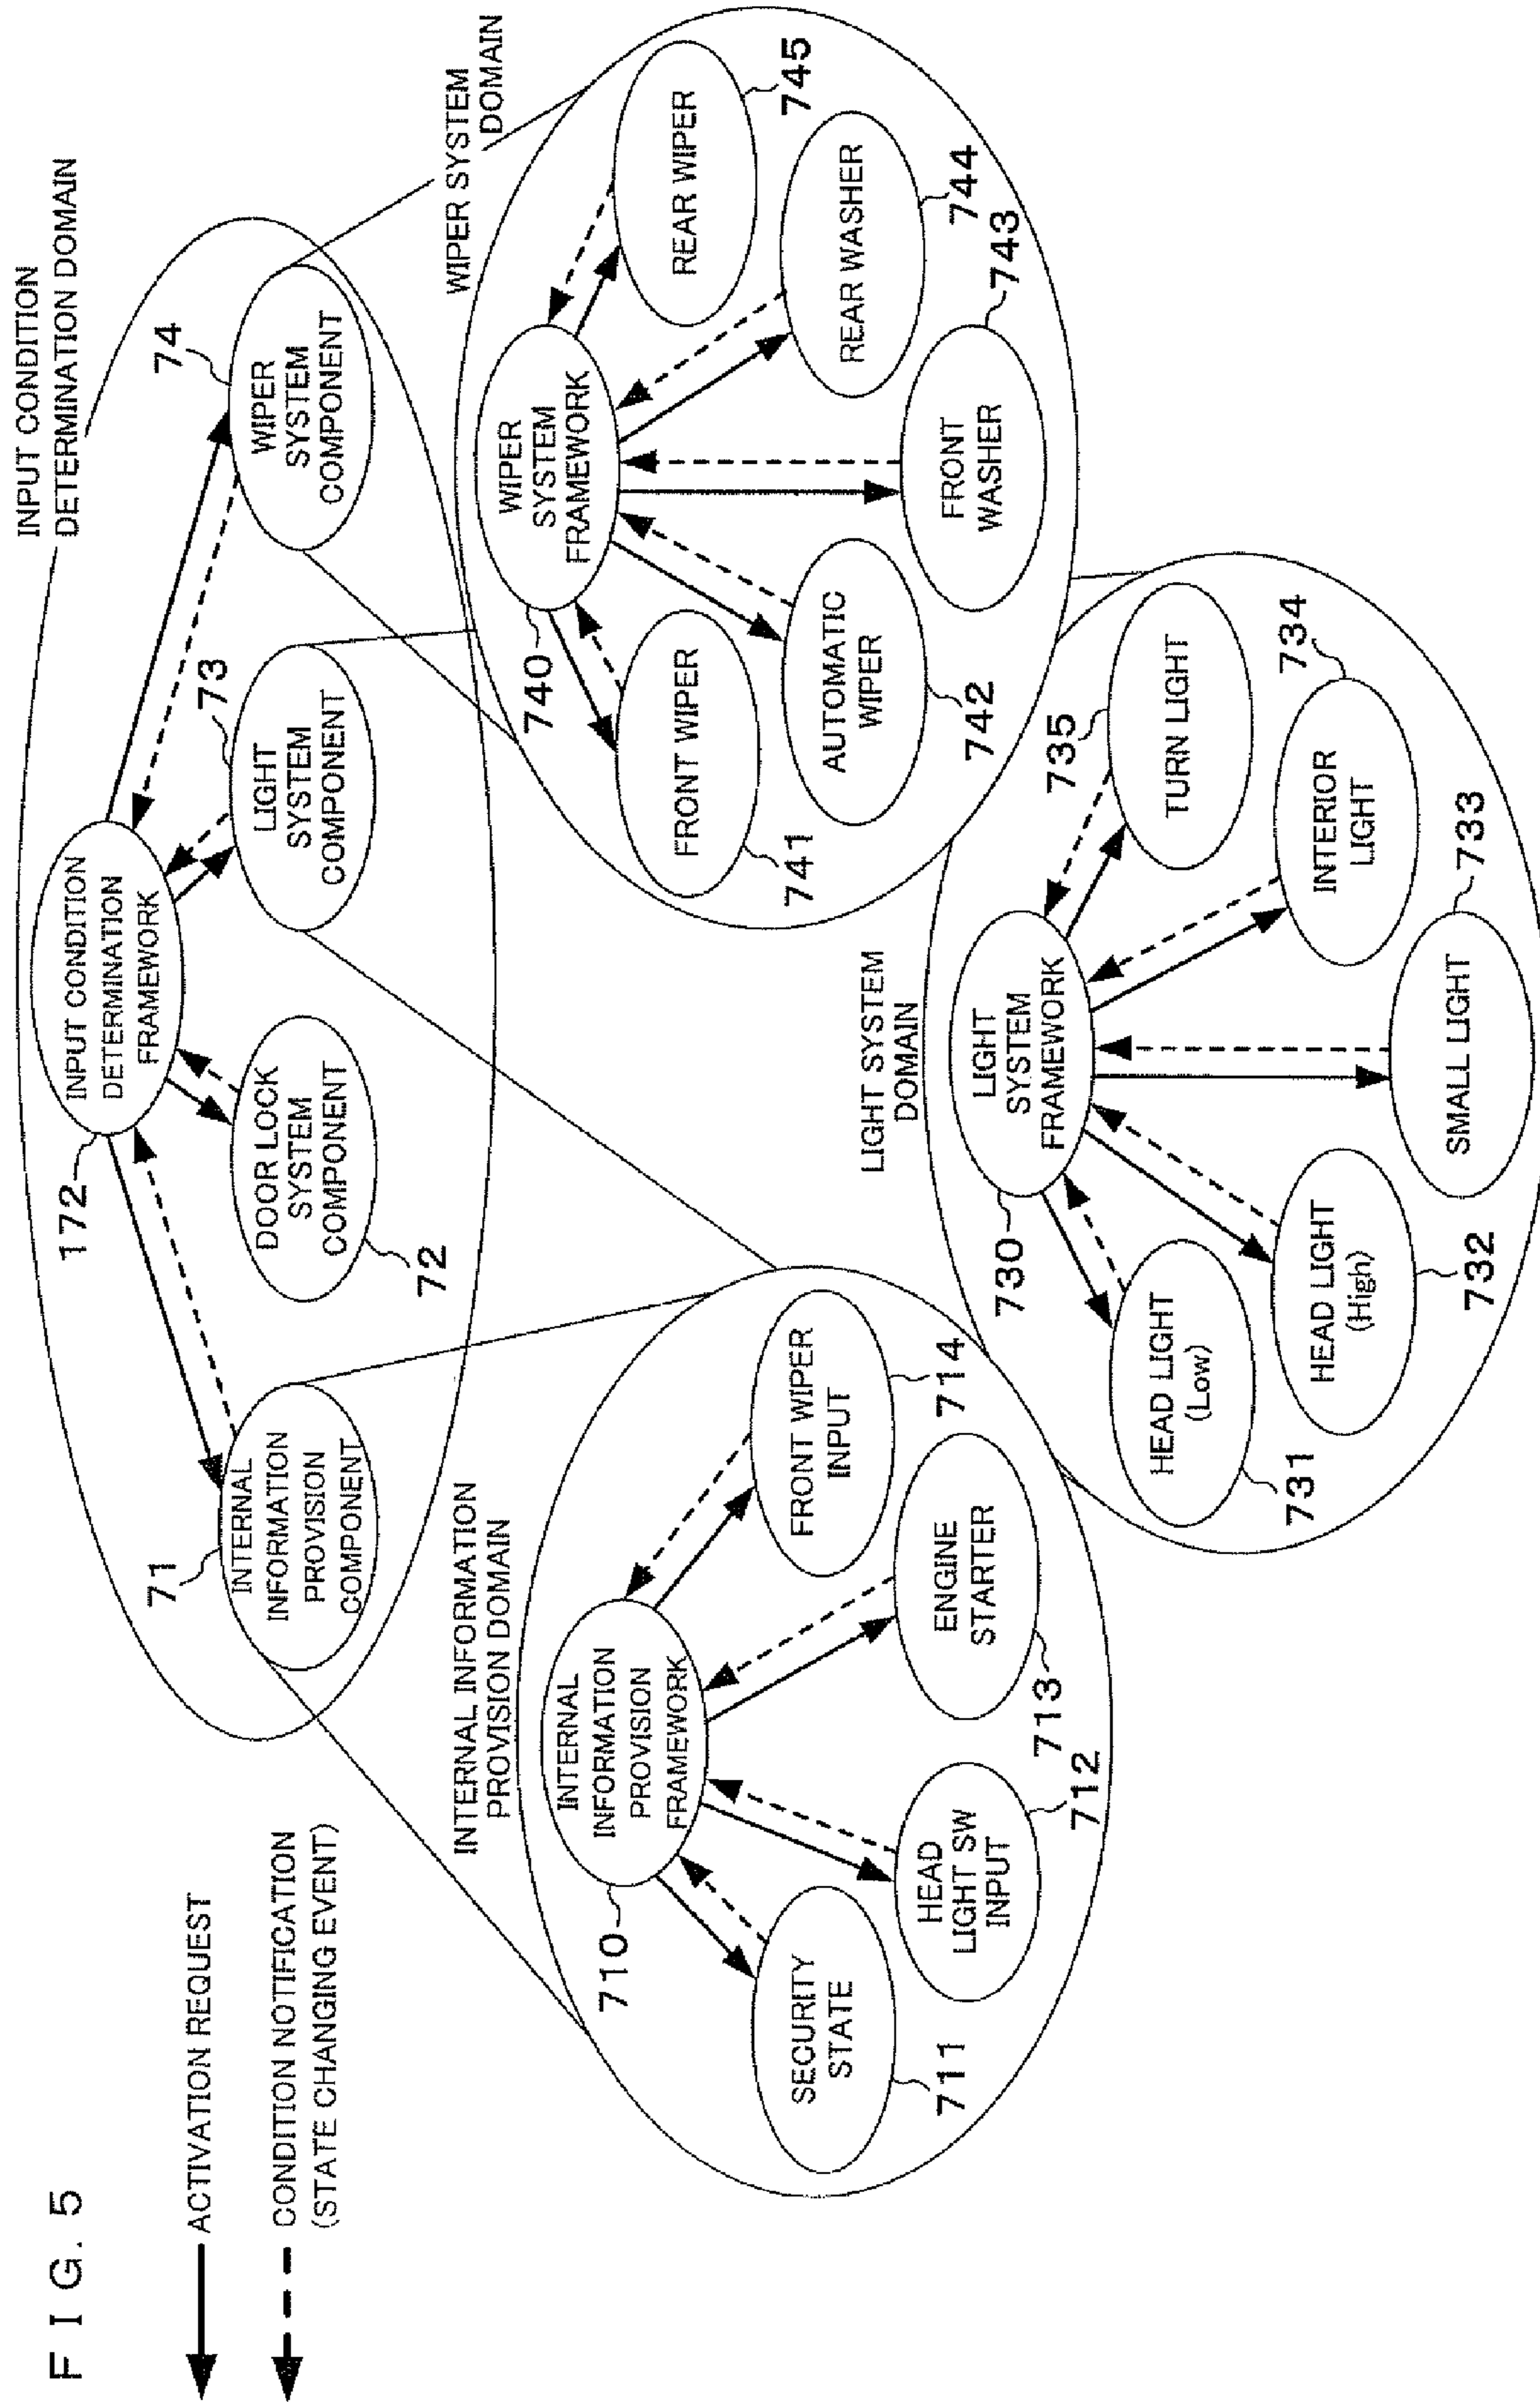 FIG. 5
ACTIVATION REQUEST
CONDITION NOTIFICATION
(STATE CHANGING EVENT)
INPUT CONDITION
DETERMINATION DOMAIN
172
INPUT CONDITION
DETERMINATION
FRAMEWORK
71
INTERNAL
INFORMATION
PROVISION
COMPONENT
DOOR LOCK
SYSTEM
COMPONENT
72
73
LIGHT
SYSTEM
COMPONENT
74
WIPER
SYSTEM
COMPONENT
INTERNAL INFORMATION
PROVISION DOMAIN
710
INTERNAL
INFORMATION
PROVISION
FRAMEWORK
SECURITY
STATE
711
HEAD
LIGHT SW
INPUT
712
ENGINE
STARTER
713
FRONT WIPER
INPUT
714
WIPER SYSTEM
DOMAIN
740
WIPER
SYSTEM
FRAMEWORK
FRONT WIPER
741
AUTOMATIC
WIPER
742
FRONT
WASHER
743
REAR WASHER
744
REAR WIPER
745
LIGHT SYSTEM
DOMAIN
730
LIGHT
SYSTEM
FRAMEWORK
HEAD LIGHT
(Low)
731
HEAD LIGHT
(High)
732
SMALL LIGHT
733
INTERIOR
LIGHT
734
TURN LIGHT
735